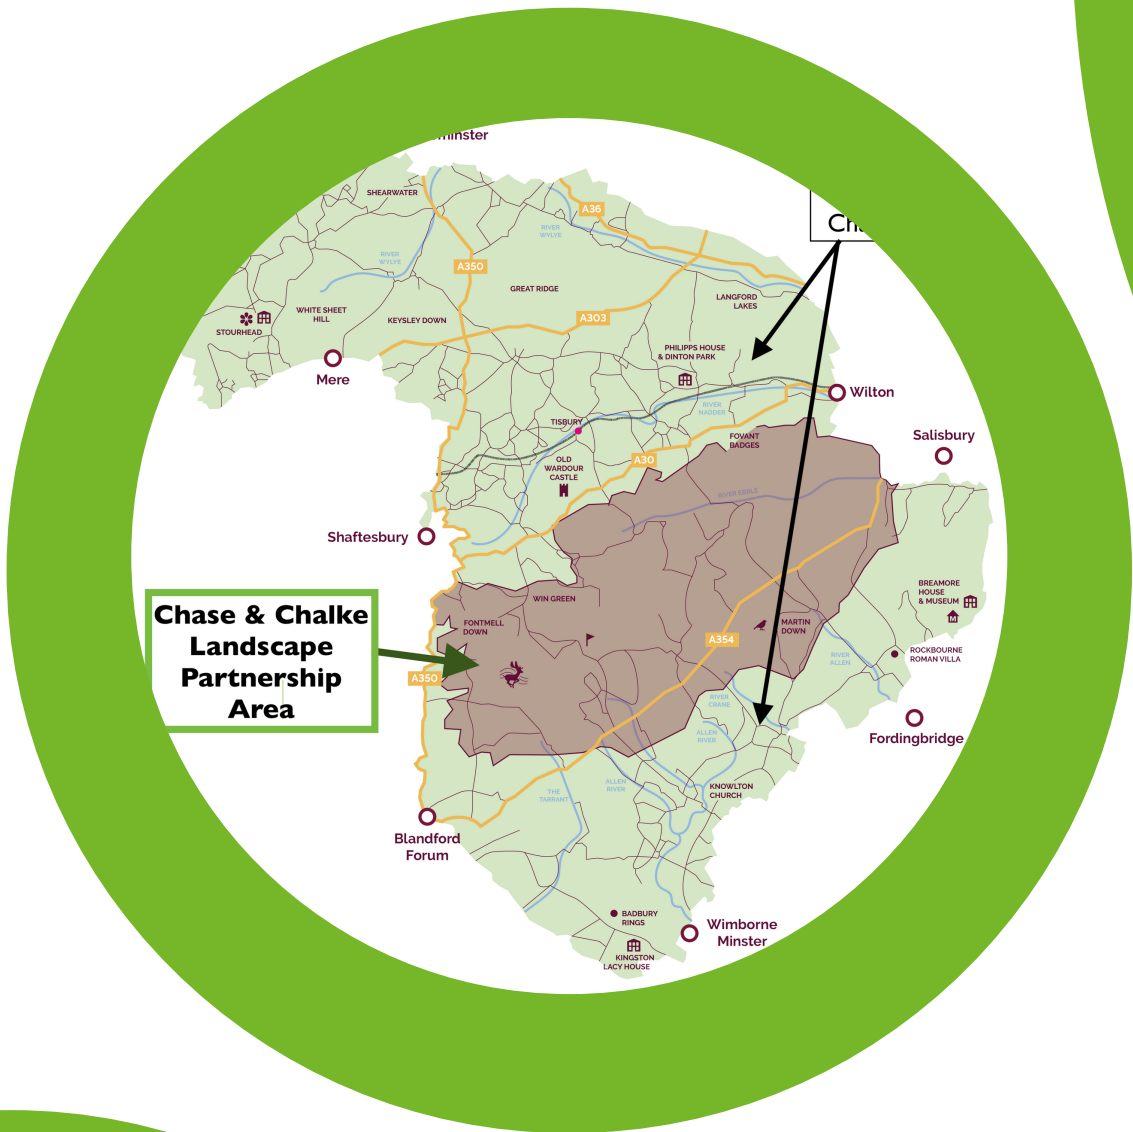 SHEARWATER
A36
RIVER
WYLYE
RIVER
WYLYE
A350
GREAT RIDGE
LANGFORD
LAKES
WHITE SHEET
HILL
KEYSLEY DOWN
A303
STOURHEAD
PHILIPPS HOUSE
& DINTON PARK
Mere
Wilton
RIVER
NADDER
TISBURY
FOVANT
BADGES
Salisbury
OLD
WARDOUR
CASTLE
A30
RIVER EBBLE
Shaftesbury
BREAMORE
HOUSE
& MUSEUM
M
WIN GREEN
Chase & Chalke
Landscape
Partnership
Area
FONTMELL
DOWN
MARTIN
DOWN
A354
ROCKBOURNE
ROMAN VILLA
RIVER
ALLEN
A350
RIVER
CRANE
Fordingbridge
ALLEN
RIVER
THE
TARRANT
ALLEN
RIVER
KNOWLTON
CHURCH
Blandford
Forum
BADBURY
RINGS
Wimborne
Minster
KINGSTON
LACY HOUSE